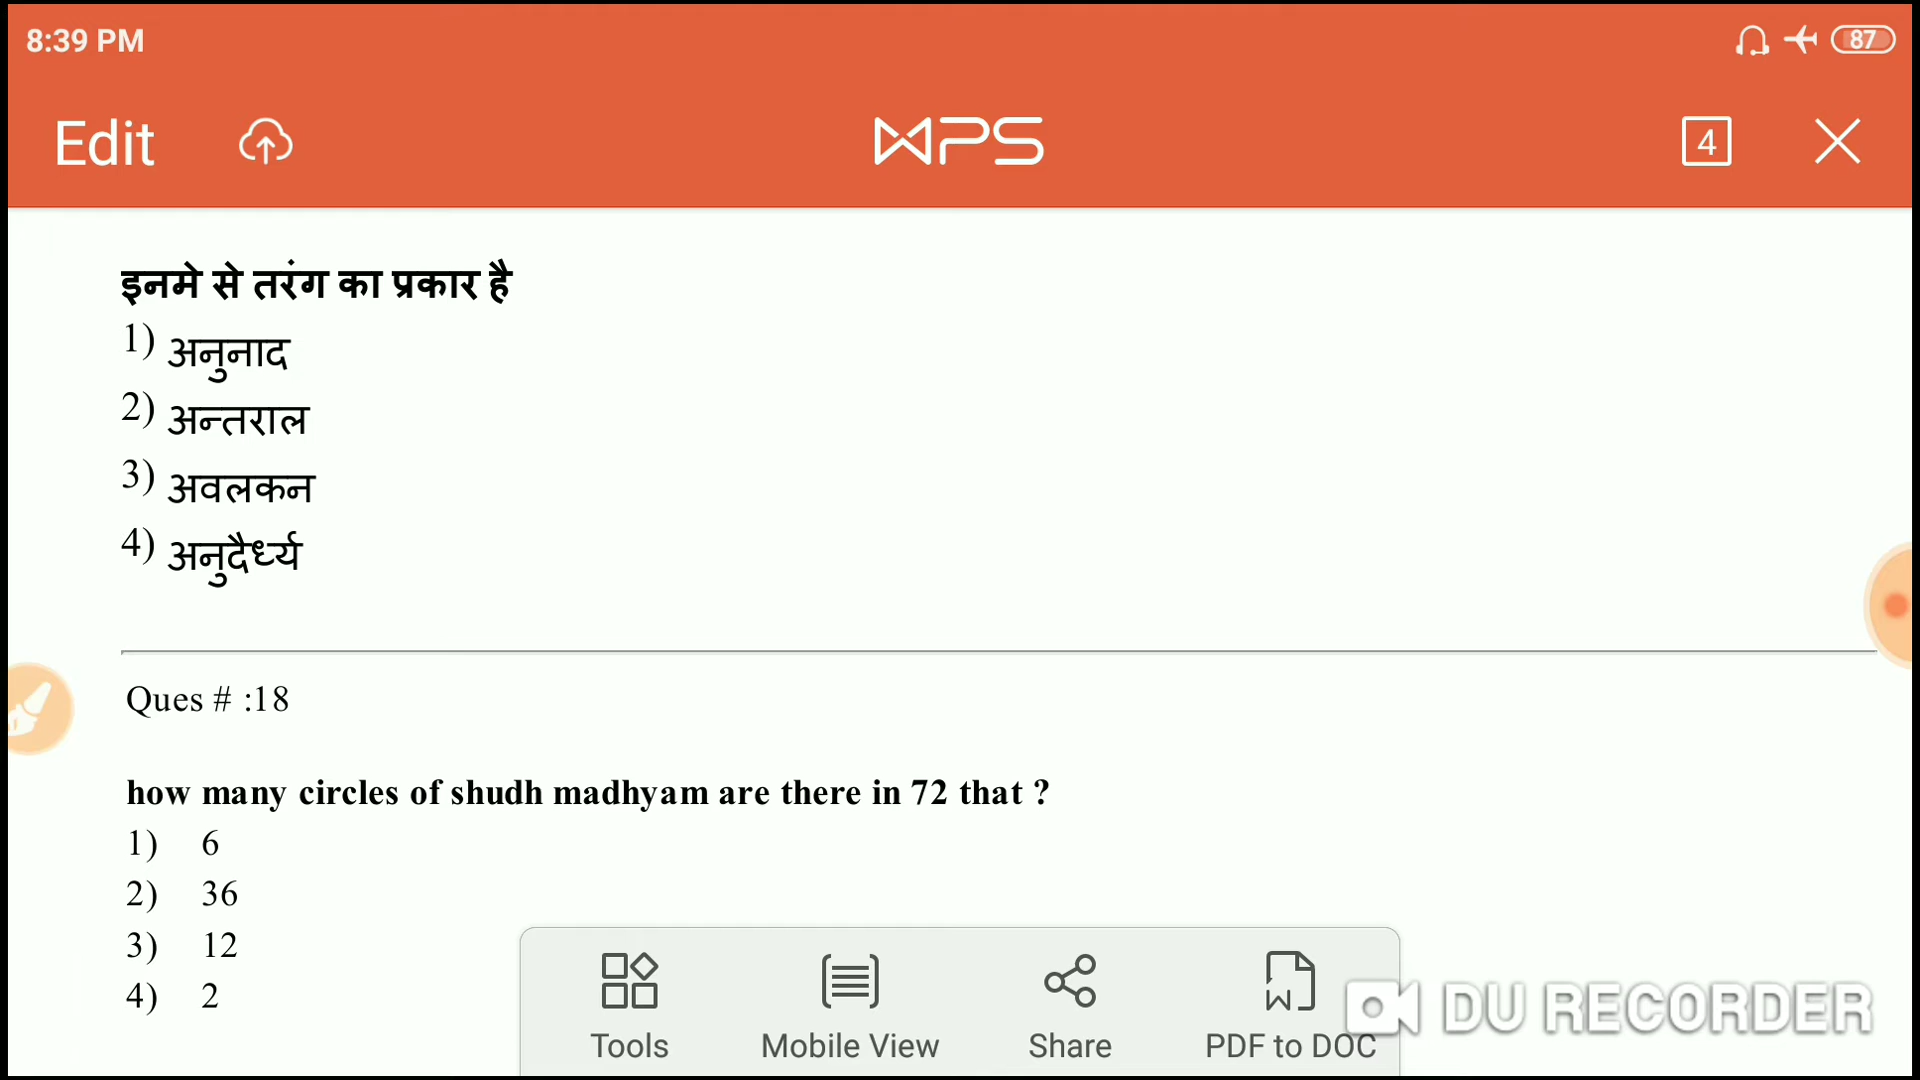 8:39 PM
87
Edit
WPS
4
इनमे से तरंग का प्रकार है
1) अनुनाद
2) अन्तराल
3) अवलकन
4) अनुदैर्ध्य
Ques # :18
how many circles of shudh madhyam are there in 72 that ?
1) 6
2) 36
3) 12
4) 2
Tools
Mobile View
Share
PDF to DOC
DU RECORDER